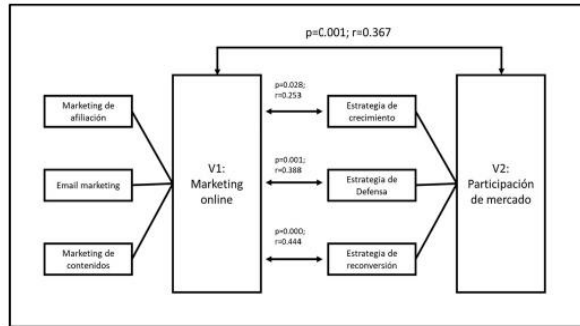 p=0.001; r=0.367
Marketing de
afiliación
Email marketing
Marketing de
contenidos
V1:
Marketing
online
p=0.028;
r=0.253
p=0.001;
r=0.388
p=0.000;
r=0.444
Estrategia de
crecimiento
Estrategia de
Defensa
Estrategia de
reconversión
V2:
Participación
de mercado